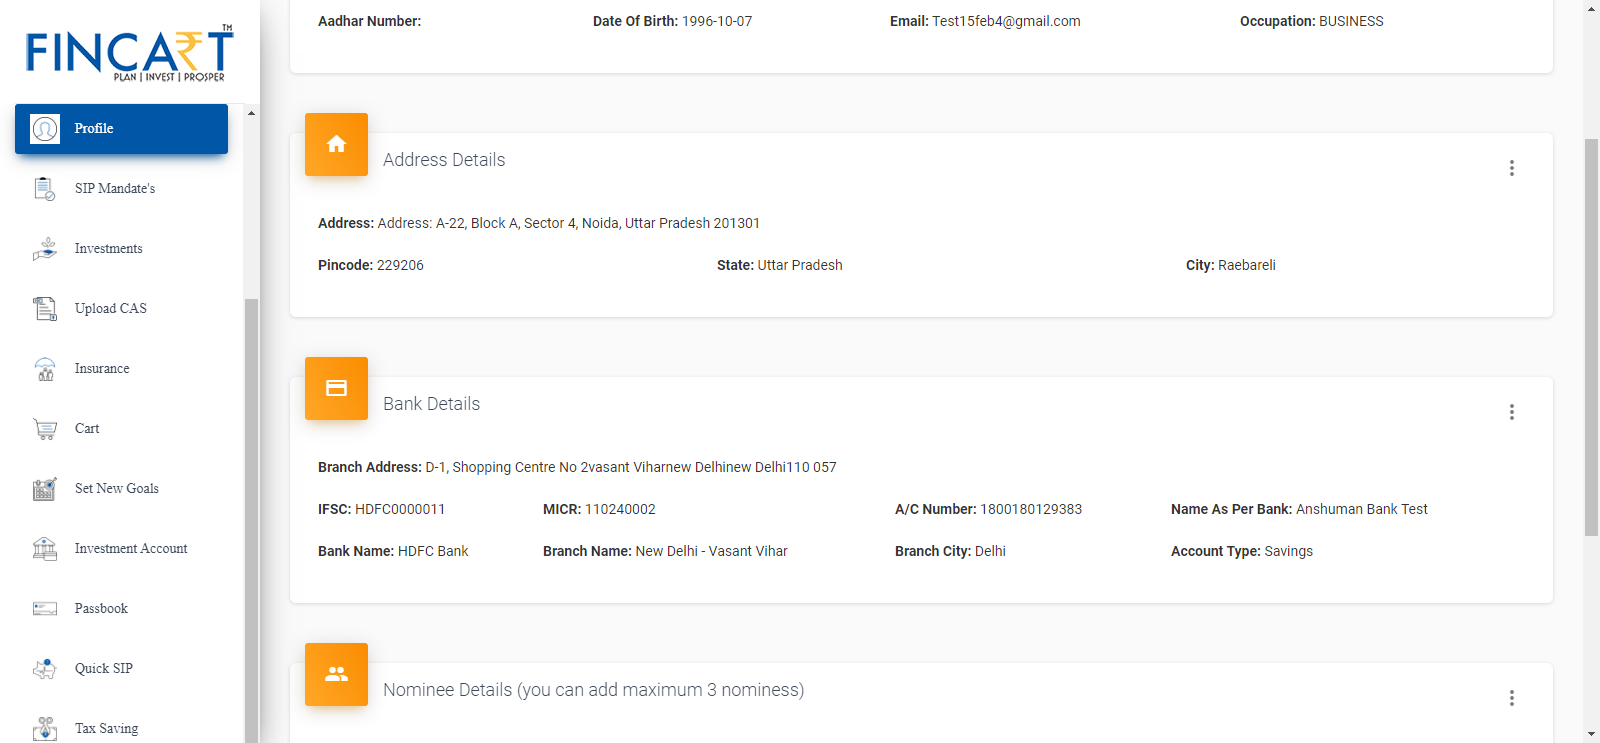 FINCART™
PLAN | INVEST | PROSPER
Profile
SIP Mandate's
Investments
Upload CAS
Insurance
Cart
Set New Goals
Investment Account
Passbook
Quick SIP
Tax Saving
Aadhar Number: Date Of Birth: 1996-10-07 Email: Test15feb4@gmail.com Occupation: BUSINESS
Address Details
Address: Address: A-22, Block A, Sector 4, Noida, Uttar Pradesh 201301
Pincode: 229206 State: Uttar Pradesh City: Raebareli
Bank Details
Branch Address: D-1, Shopping Centre No 2vasant Viharnew Delhinew Delhi110 057
IFSC: HDFC0000011 MICR: 110240002 A/C Number: 1800180129383 Name As Per Bank: Anshuman Bank Test
Bank Name: HDFC Bank Branch Name: New Delhi - Vasant Vihar Branch City: Delhi Account Type: Savings
Nominee Details (you can add maximum 3 nominess)